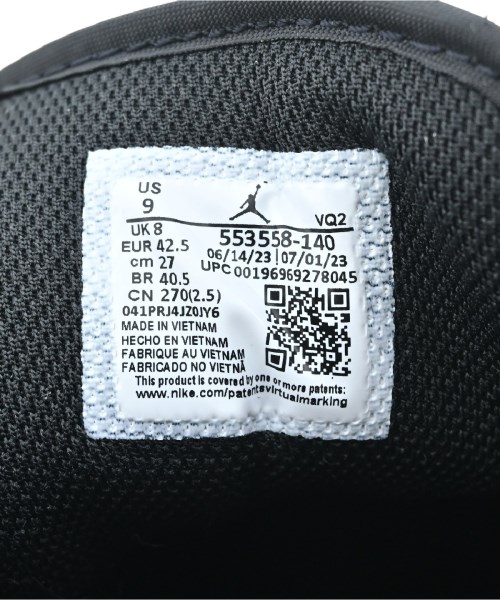 US
9
VQ2
UK 8
553558-140
EUR 42.5
06/14/23 | 07/01/23
cm 27
UPC 00196969278045
BR 40.5
CN 270(2.5)
041PRJ4JZ0JY6
MADE IN VIETNAM
HECHO EN VIETNAM
FABRIQUE AU VIETNAM
FABRICADO NO VIETNÃ
This product is covered by one or more patents:
www.nike.com/patentsvirtualmarking